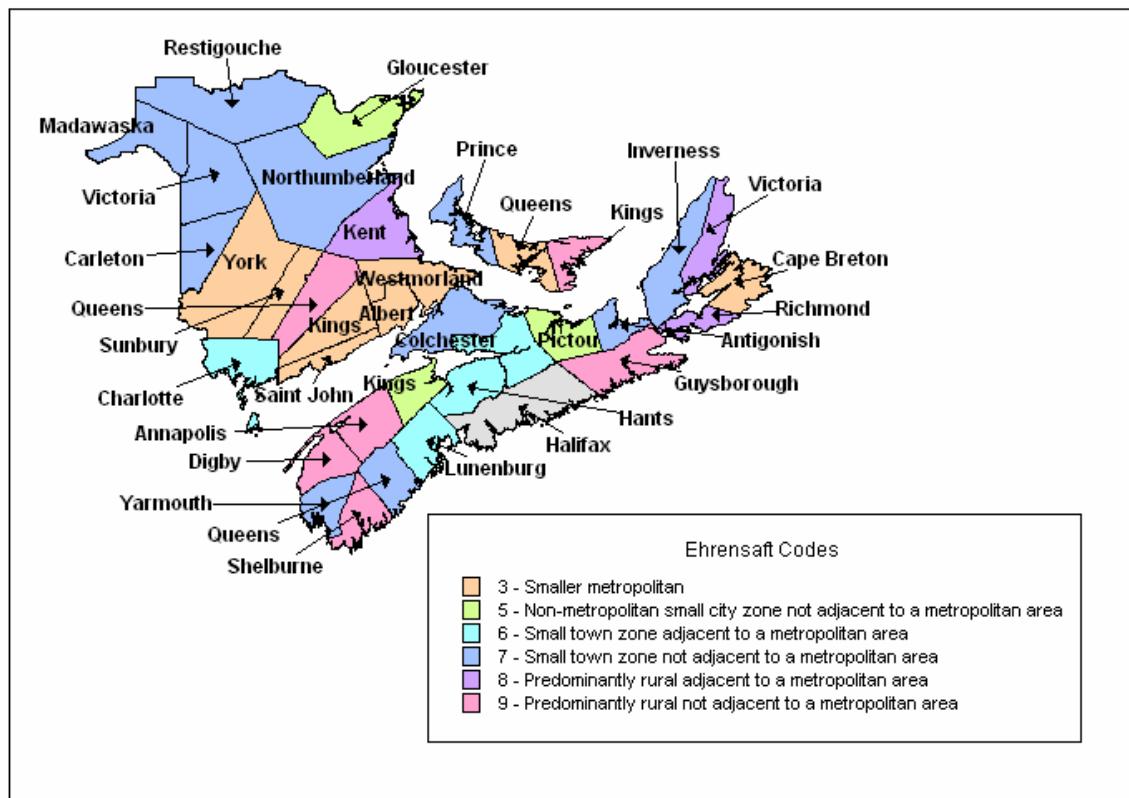 Restigouche
Gloucester
Madawaska
Prince
Inverness
Northumberland
Victoria
Victoria
Queens
Kings
Kent
Carleton
York
Cape Breton
Westmorland
Queens
Albert
Richmond
Kings
Sunbury
Colchester
Pictou
Antigonish
Kings
Guysborough
Charlotte
Saint John
Hants
Annapolis
Halifax
Digby
Lunenburg
Yarmouth
Queens
Shelburne
Ehrensaft Codes
3 - Smaller metropolitan
5 - Non-metropolitan small city zone not adjacent to a metropolitan area
6 - Small town zone adjacent to a metropolitan area
7 - Small town zone not adjacent to a metropolitan area
8 - Predominantly rural adjacent to a metropolitan area
9 - Predominantly rural not adjacent to a metropolitan area